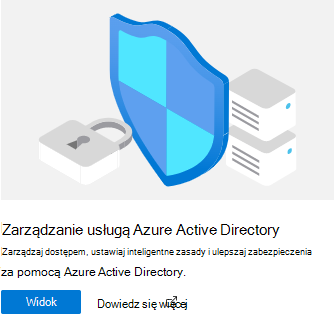 Zarządzanie usługą Azure Active Directory
Zarządzaj dostępem, ustawiaj inteligentne zasady i ulepszaj zabezpieczenia
za pomocą Azure Active Directory.
Widok
Dowiedz się więcej